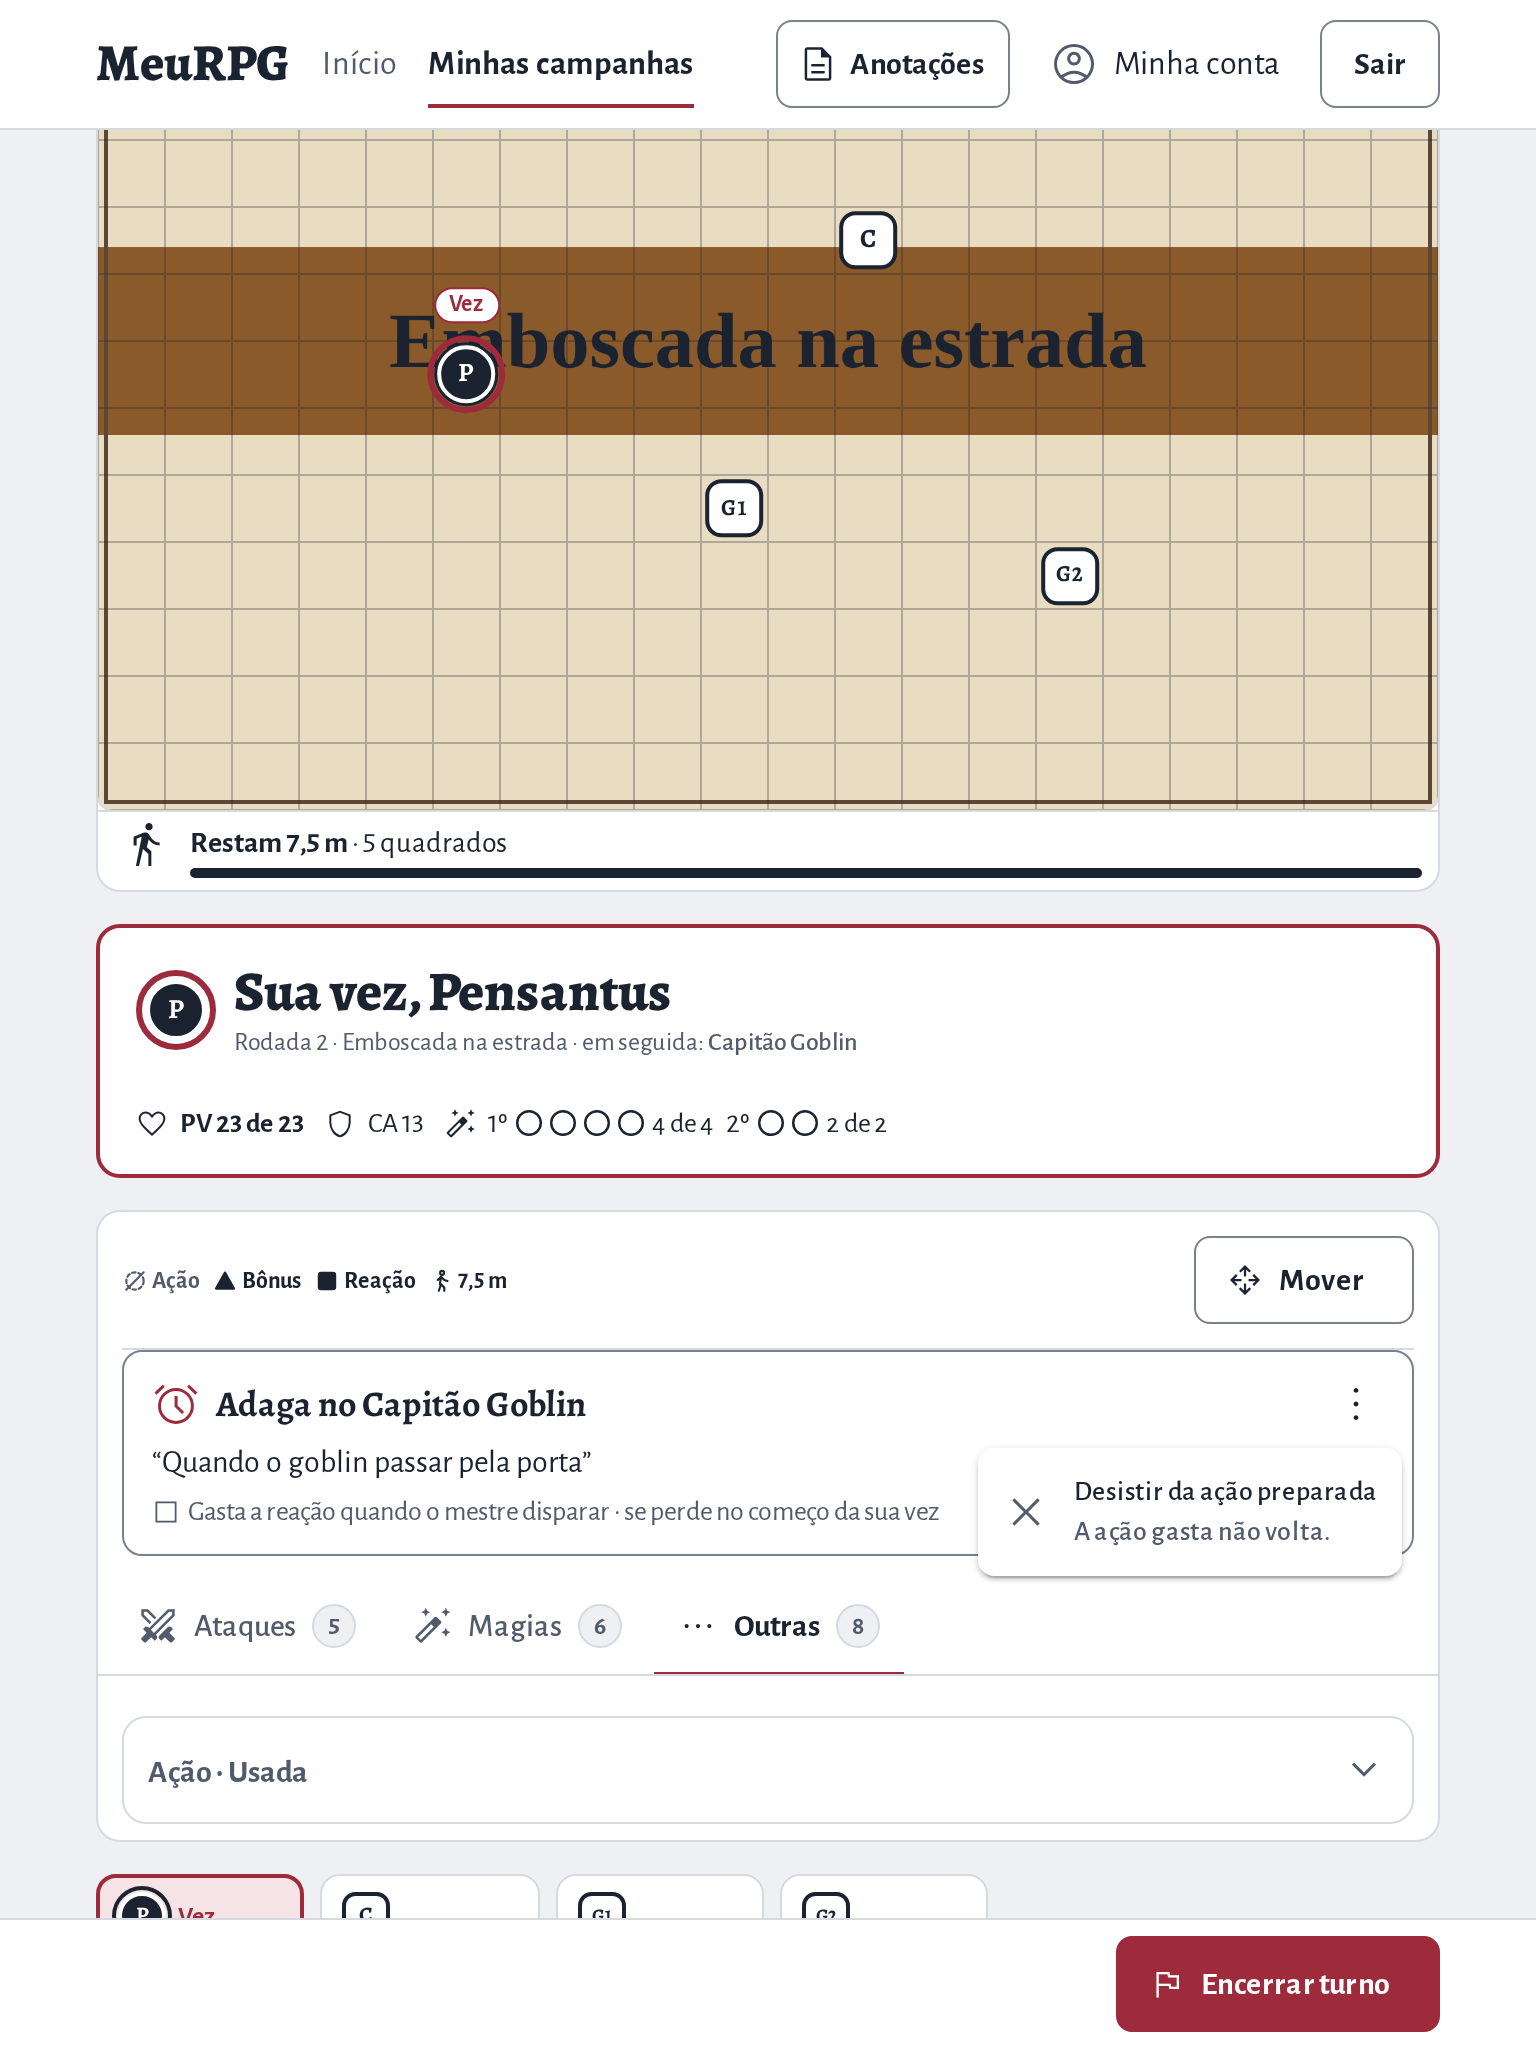 MeuRPG
Início
Minhas campanhas
Anotações
Minha conta
Sair
C
Vez
Emboscada na estrada
P
G1
G2
Restam 7,5 m · 5 quadrados
P
Sua vez, Pensantus
Rodada 2 · Emboscada na estrada · em seguida: Capitão Goblin
PV 23 de 23
CA 13
1º
4 de 4
2º
2 de 2
Ação
Bônus
Reação
7,5 m
Mover
Adaga no Capitão Goblin
“Quando o goblin passar pela porta”
Gasta a reação quando o mestre disparar · se perde no começo da sua vez
Desistir da ação preparada
A ação gasta não volta.
Ataques 5
Magias 6
Outras 8
Ação · Usada
P
Vez
C
G1
G2
Encerrar turno